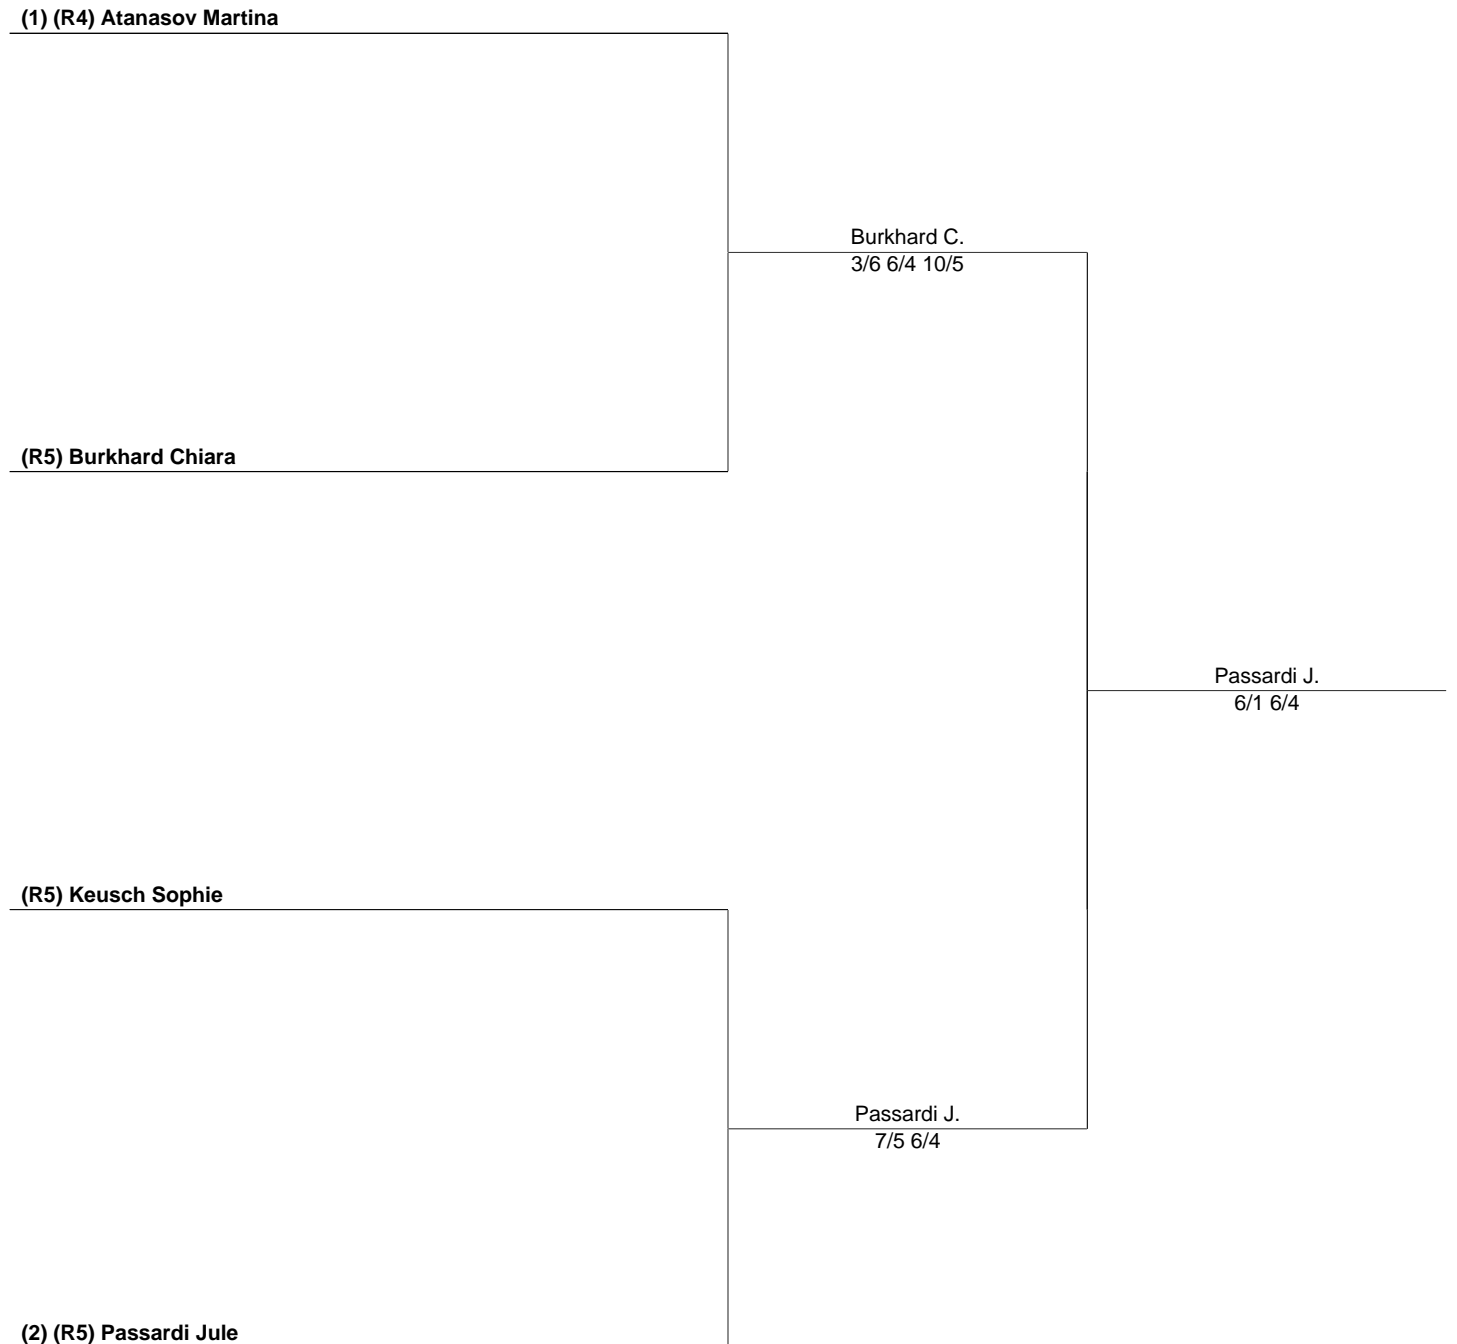 (1) (R4) Atanasov Martina
Burkhard C.
3/6 6/4 10/5
(R5) Burkhard Chiara
Passardi J.
6/1 6/4
(R5) Keusch Sophie
Passardi J.
7/5 6/4
(2) (R5) Passardi Jule